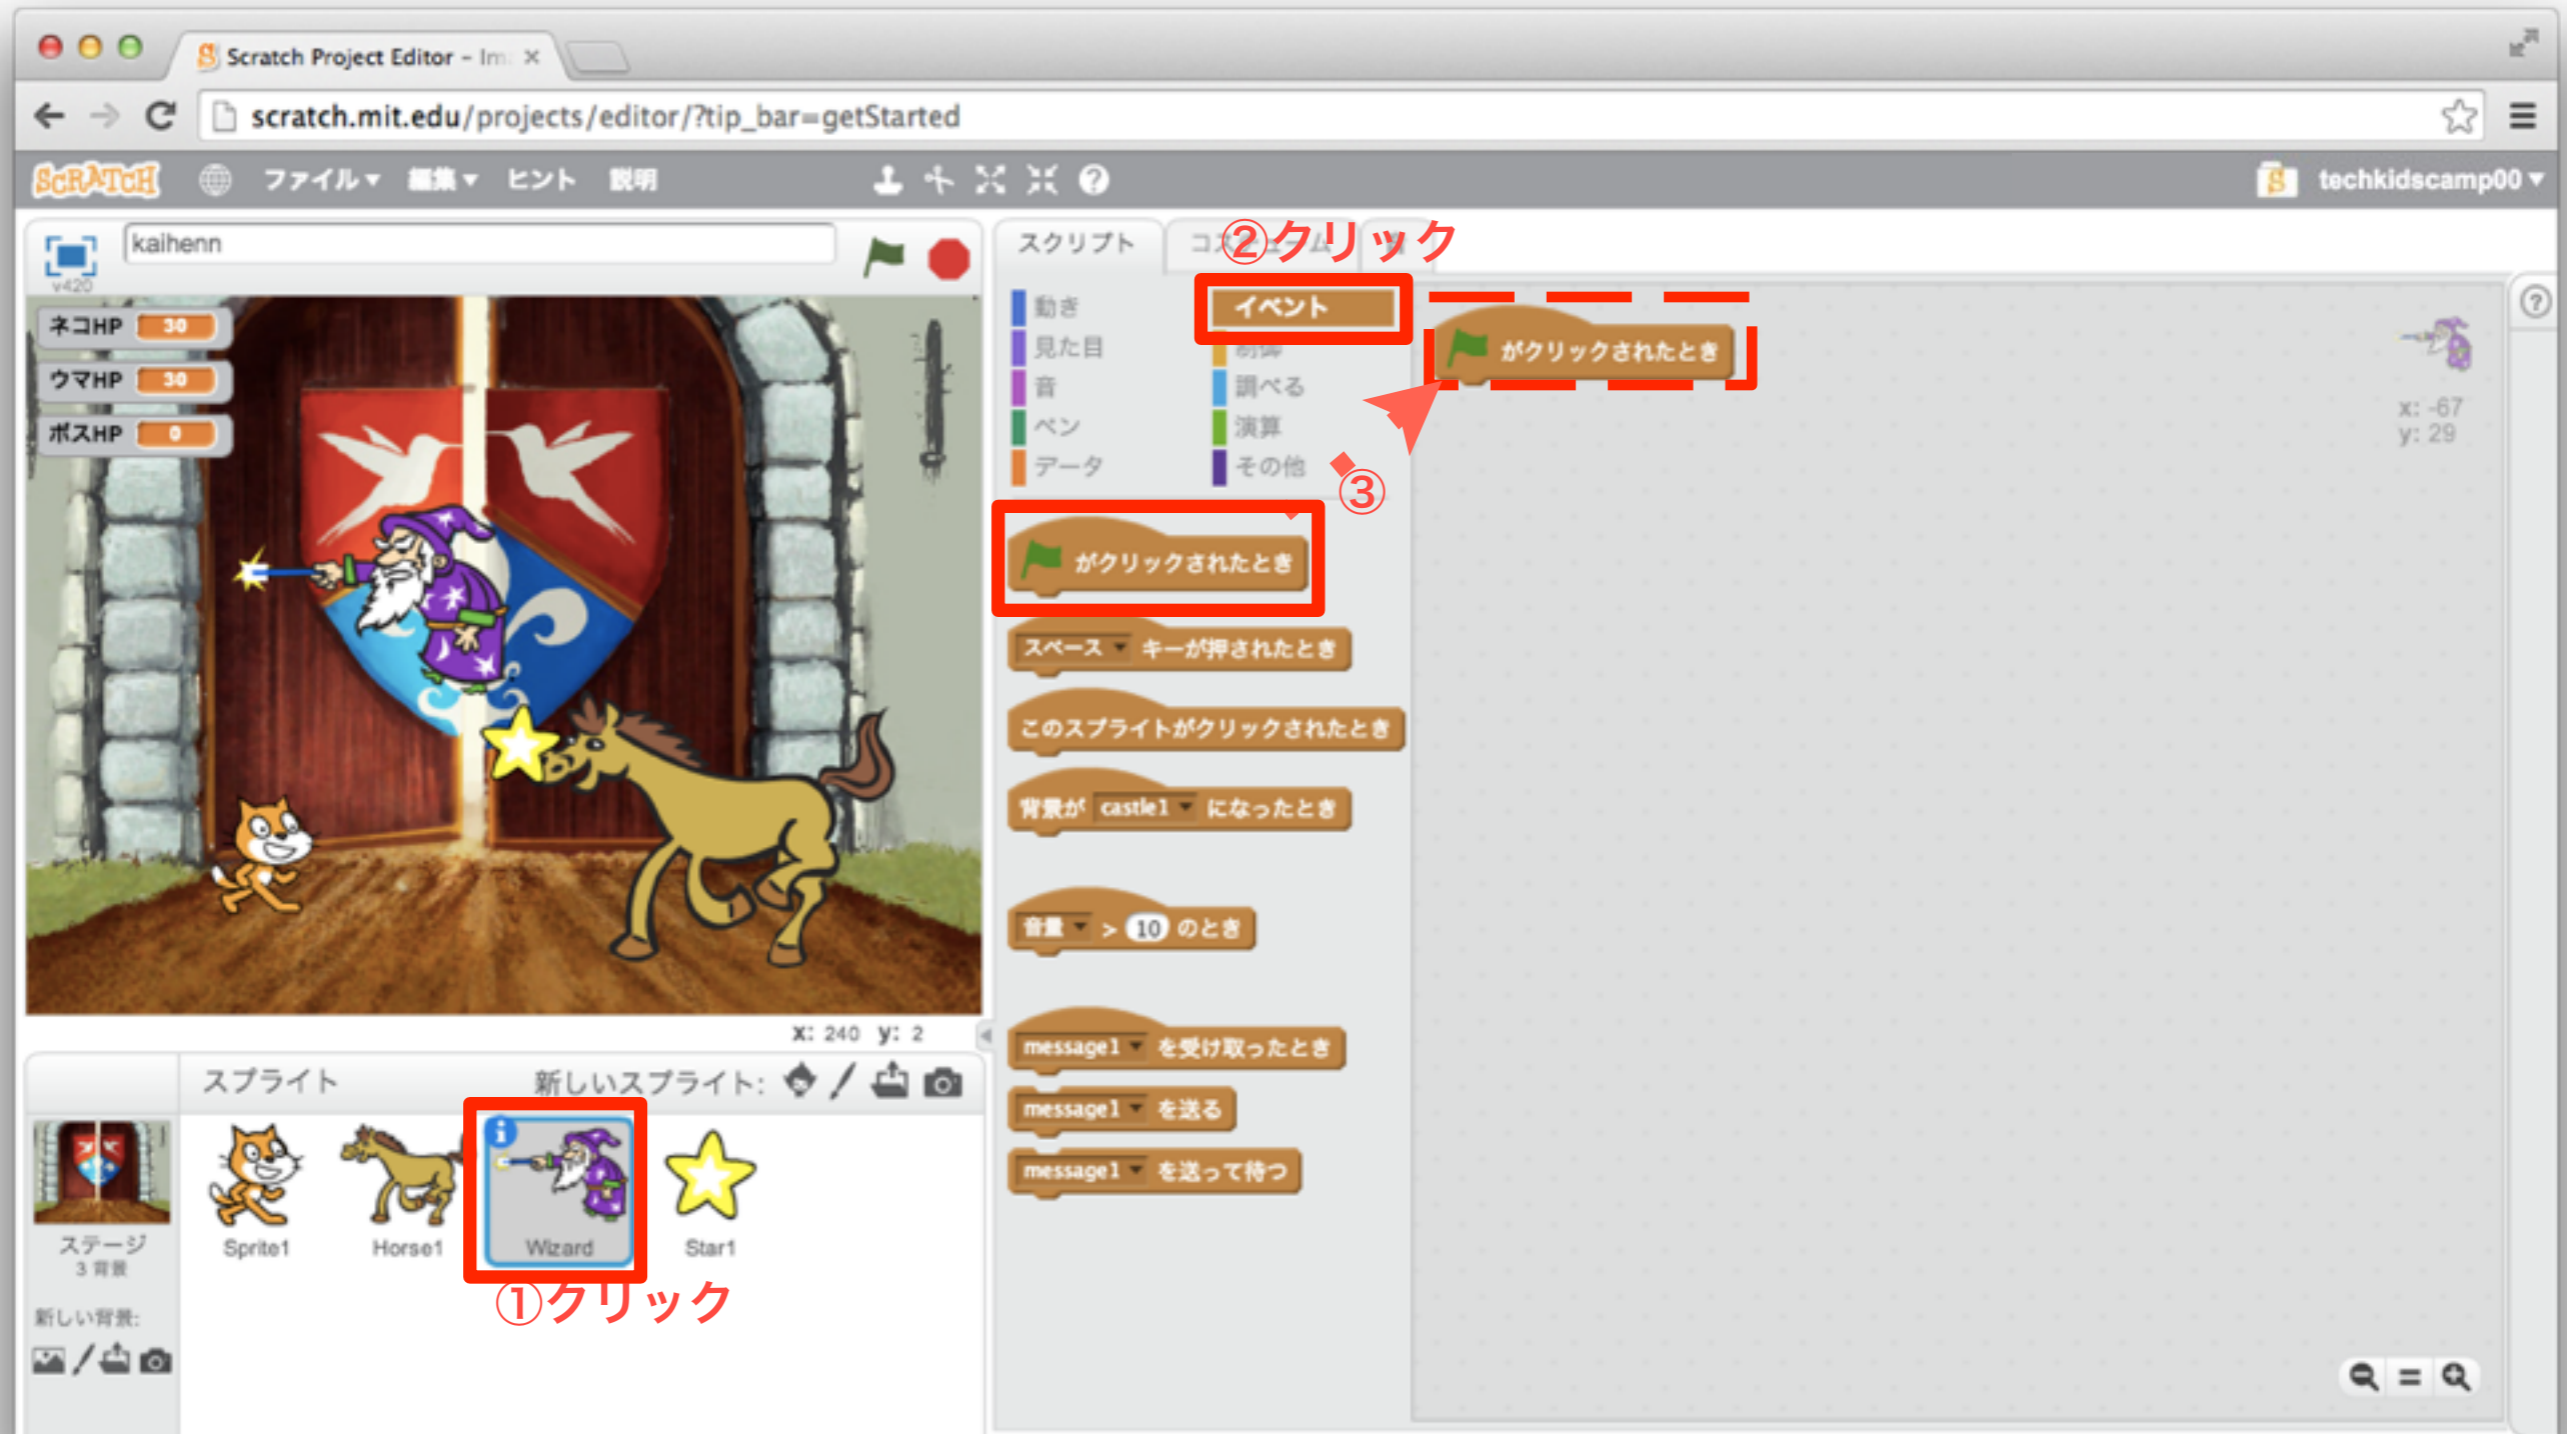 Scratch Project Editor – Im
scratch.mit.edu/projects/editor/?tip_bar=getStarted
SCRATCH
ファイル▼ 編集▼ ヒント 説明
techkidscamp00▼
kaihenn
v420
ネコHP 30
ウマHP 30
ボスHP 0
x: 240 y: 2
スプライト
新しいスプライト:
Sprite1
Horse1
Wizard
Star1
①クリック
ステージ
3 背景
新しい背景:
スクリプト
②クリック
動き
イベント
見た目
制御
音
調べる
ペン
演算
データ
その他
③
がクリックされたとき
スペース キーが押されたとき
このスプライトがクリックされたとき
背景が castle1 になったとき
音量 > 10 のとき
message1 を受け取ったとき
message1 を送る
message1 を送って待つ
がクリックされたとき
x: -67
y: 29